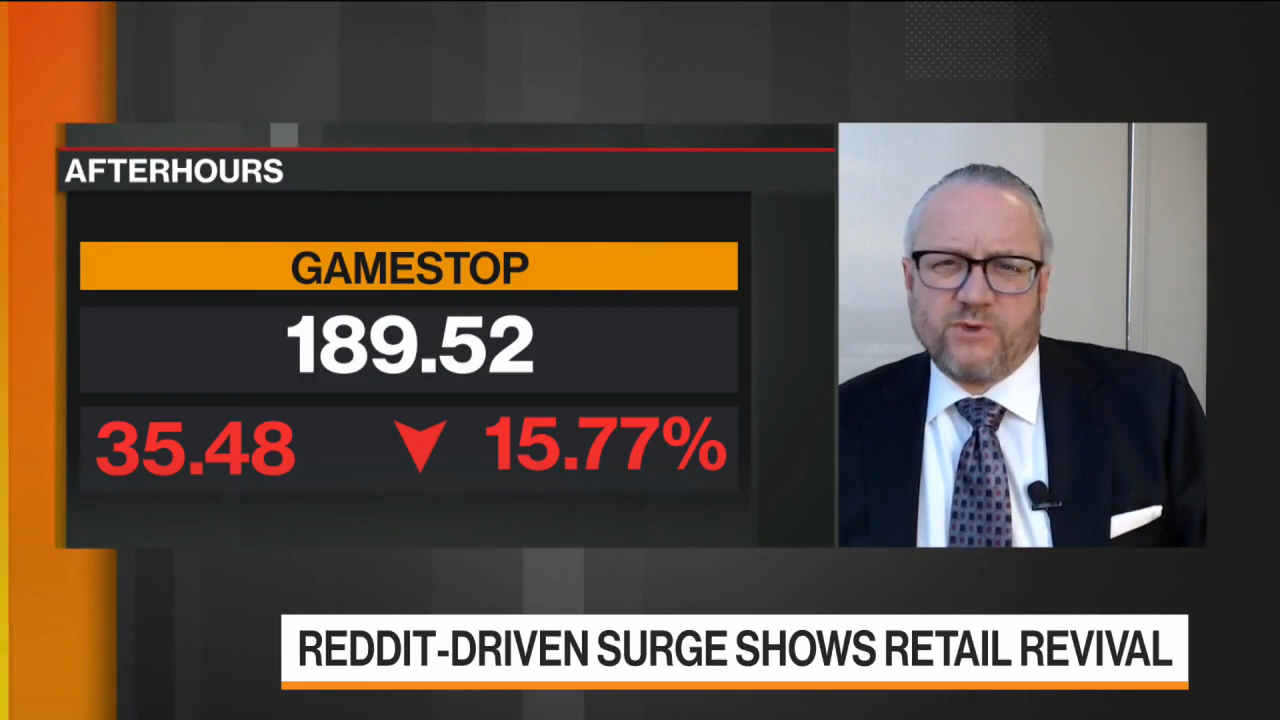 AFTERHOURS
GAMESTOP
189.52
35.48 15.77%
REDDIT-DRIVEN SURGE SHOWS RETAIL REVIVAL